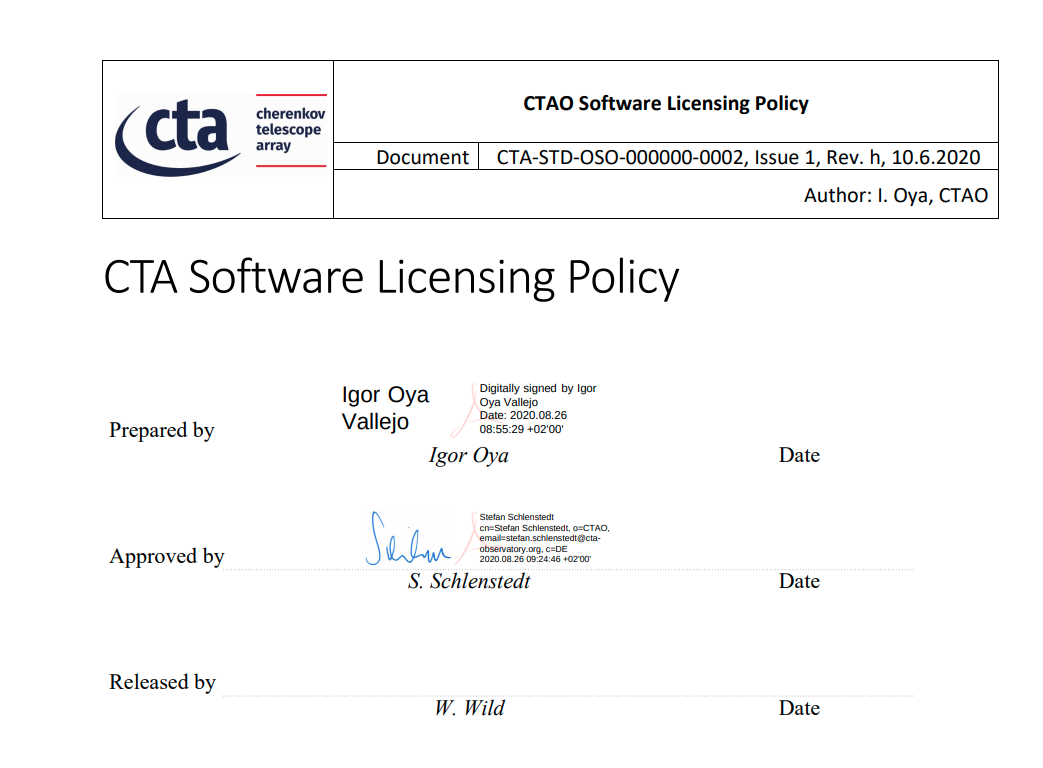 cta
cherenkov
telescope
array
CTAO Software Licensing Policy
Document CTA-STD-OSO-000000-0002, Issue 1, Rev. h, 10.6.2020
Author: I. Oya, CTAO
CTA Software Licensing Policy
Igor Oya
Vallejo
Digitally signed by Igor
Oya Vallejo
Date: 2020.08.26
08:55:29 +02'00'
Prepared by
Igor Oya Date
Stefan Schlenstedt
cn=Stefan Schlenstedt, o=CTAO,
email=stefan.schlenstedt@cta-
observatory.org, c=DE
2020.08.26 09:24:46 +02'00'
Approved by
S. Schlenstedt Date
Released by
W. Wild Date